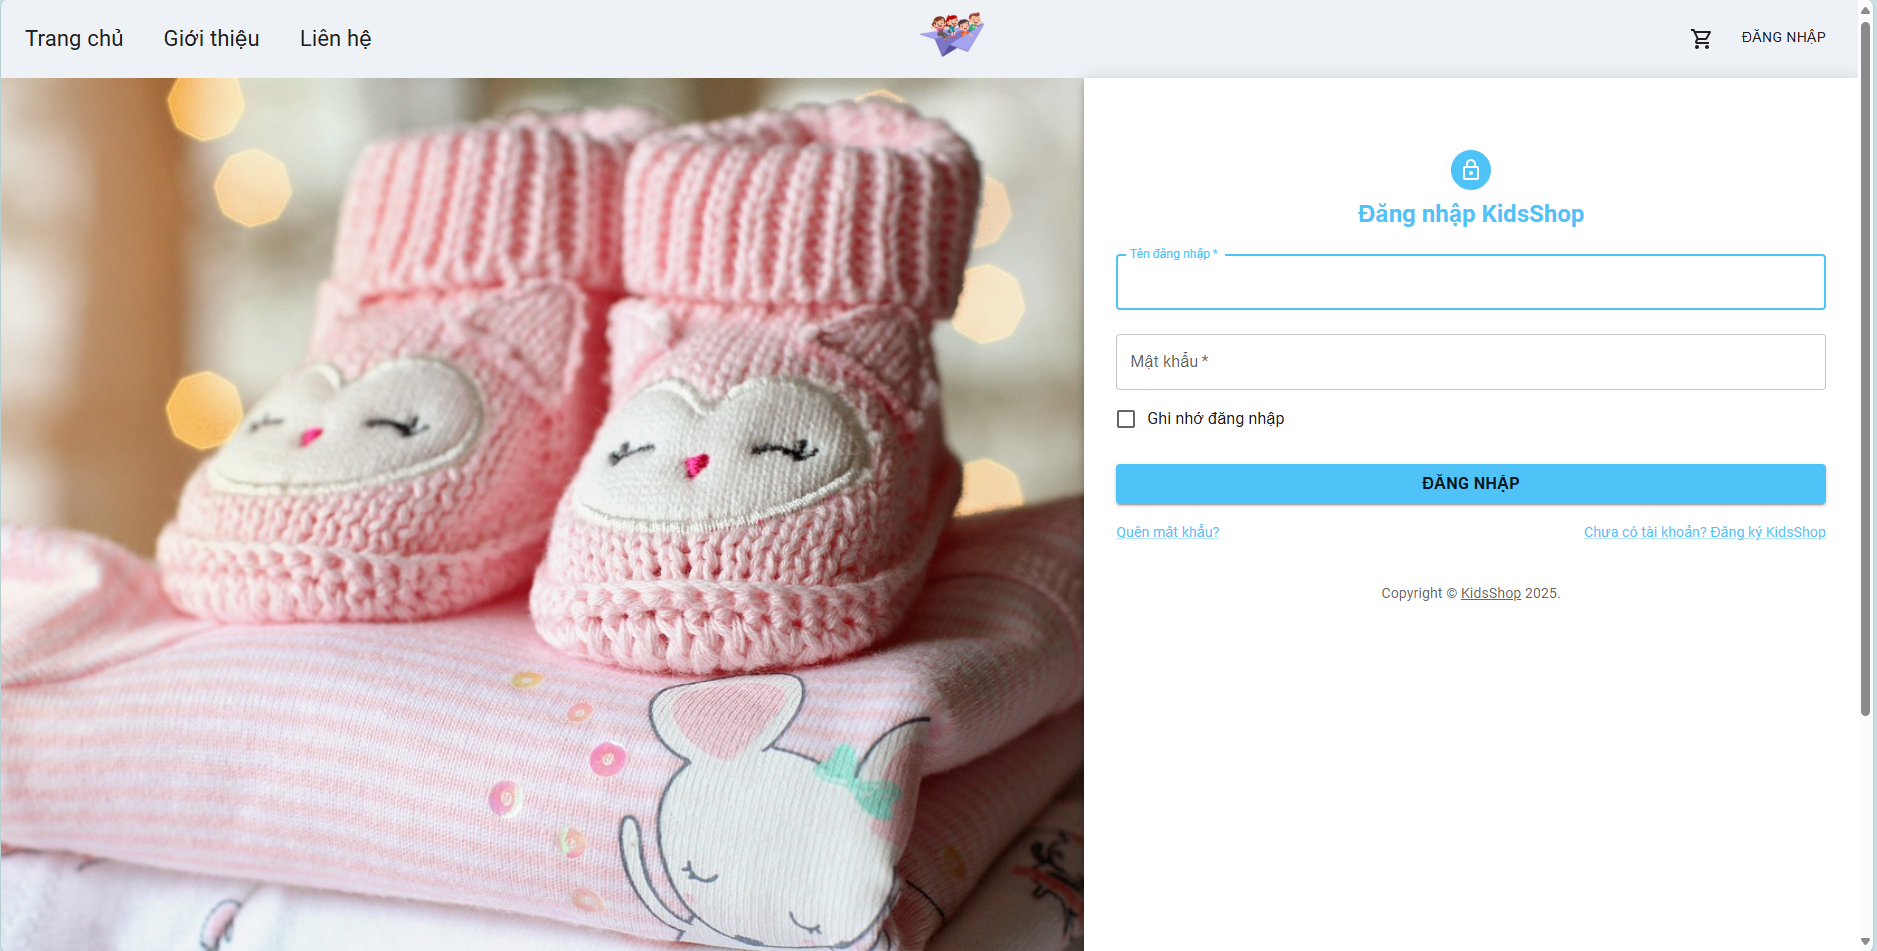 Trang chủ
Giới thiệu
Liên hệ
ĐĂNG NHẬP
Đăng nhập KidsShop
Tên đăng nhập *
Mật khẩu *
Ghi nhớ đăng nhập
ĐĂNG NHẬP
Quên mât khẩu?
Chưa có tài khoản? Đăng ký KidsShop
Copyright © KidsShop 2025.